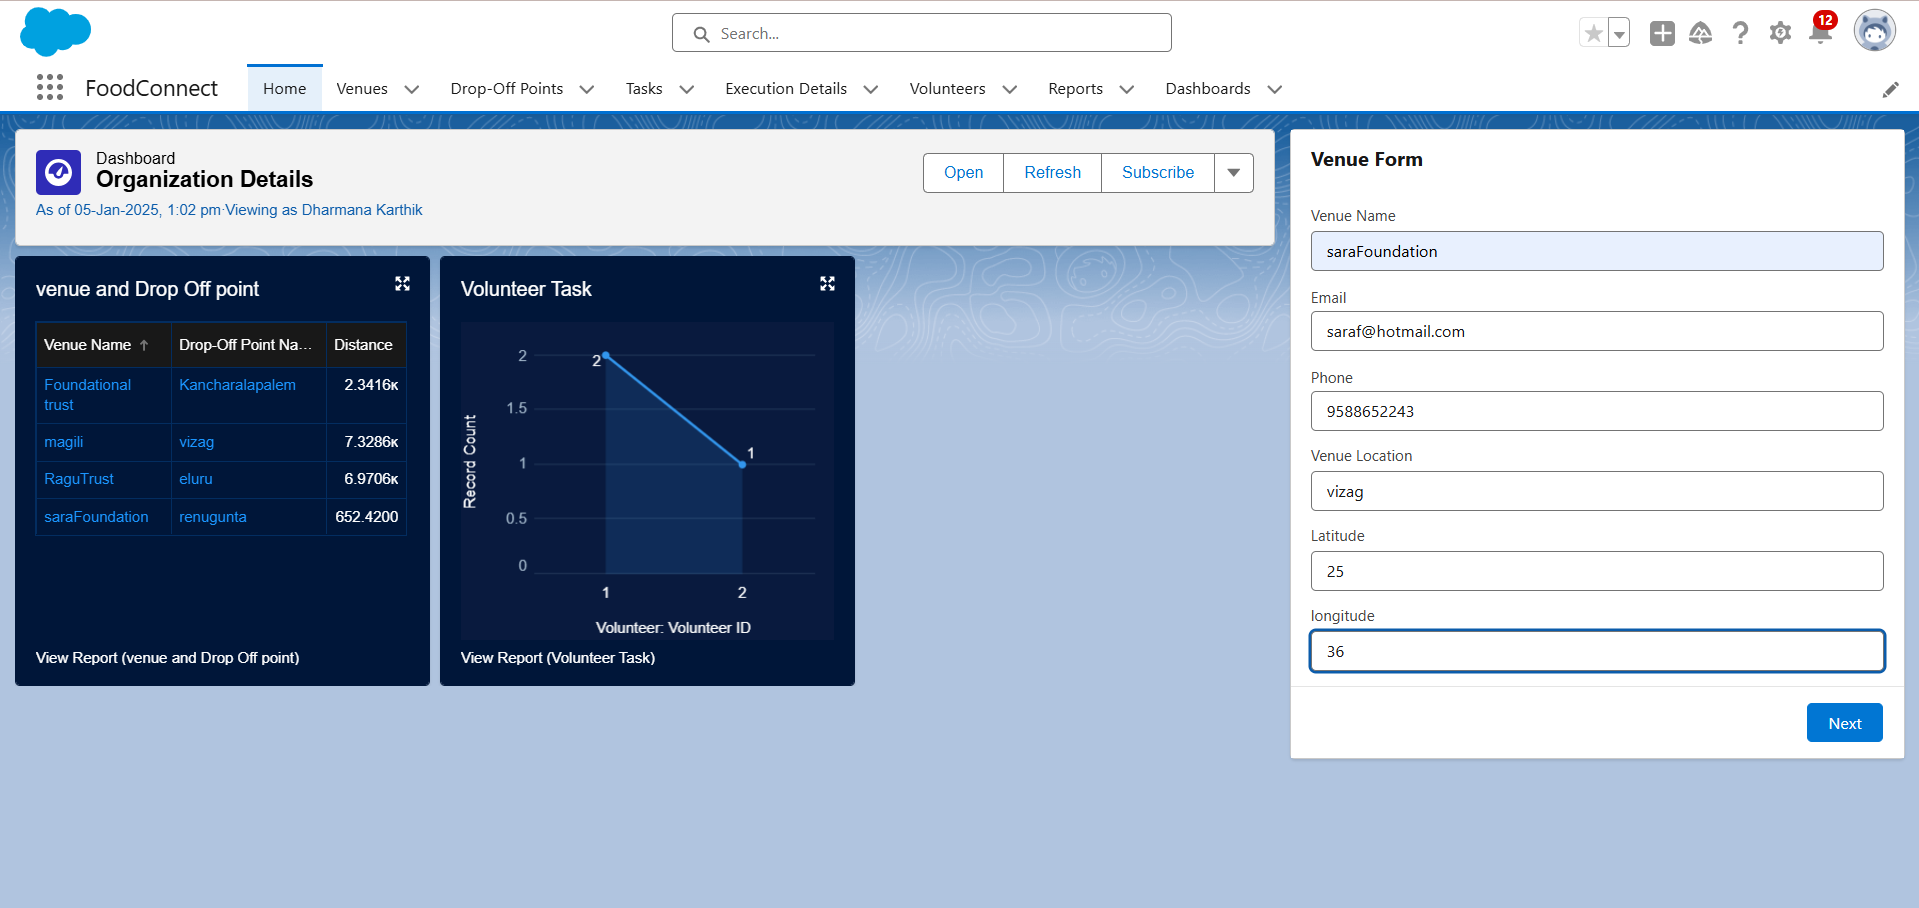 Search...
12
FoodConnect
Home
Venues
Drop-Off Points
Tasks
Execution Details
Volunteers
Reports
Dashboards
Dashboard
Organization Details
As of 05-Jan-2025, 1:02 pm·Viewing as Dharmana Karthik
Open
Refresh
Subscribe
venue and Drop Off point
Venue Name ↑ Drop-Off Point Na... Distance
Foundational trust Kancharalapalem 2.3416ĸ
magili vizag 7.3286ĸ
RaguTrust eluru 6.9706ĸ
saraFoundation renugunta 652.4200
View Report (venue and Drop Off point)
Volunteer Task
Record Count
2
1.5
1
0.5
0
2
1
1
2
Volunteer: Volunteer ID
View Report (Volunteer Task)
Venue Form
Venue Name
saraFoundation
Email
saraf@hotmail.com
Phone
9588652243
Venue Location
vizag
Latitude
25
longitude
36
Next